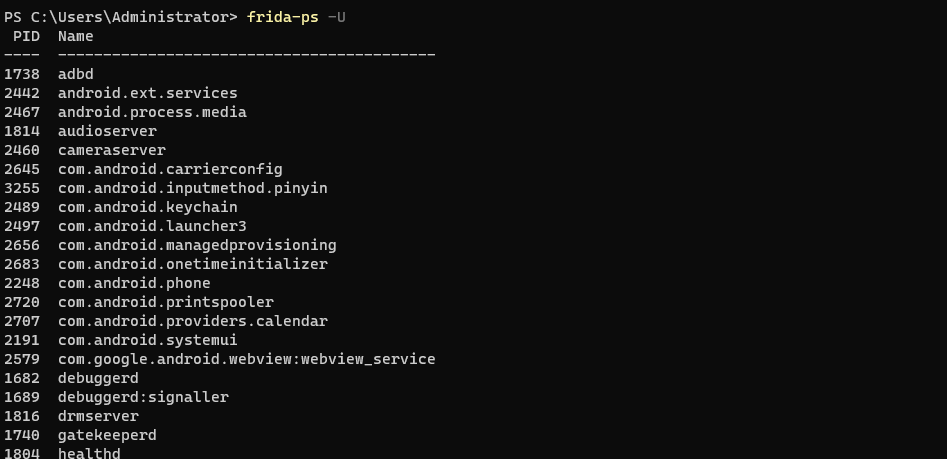 PS C:\Users\Administrator> frida-ps -U
 PID  Name
----  ------------------------------------------
1738  adbd
2442  android.ext.services
2467  android.process.media
1814  audioserver
2460  cameraserver
2645  com.android.carrierconfig
3255  com.android.inputmethod.pinyin
2489  com.android.keychain
2497  com.android.launcher3
2656  com.android.managedprovisioning
2683  com.android.onetimeinitializer
2248  com.android.phone
2720  com.android.printspooler
2707  com.android.providers.calendar
2191  com.android.systemui
2579  com.google.android.webview:webview_service
1682  debuggerd
1689  debuggerd:signaller
1816  drmserver
1740  gatekeeperd
1804  healthd